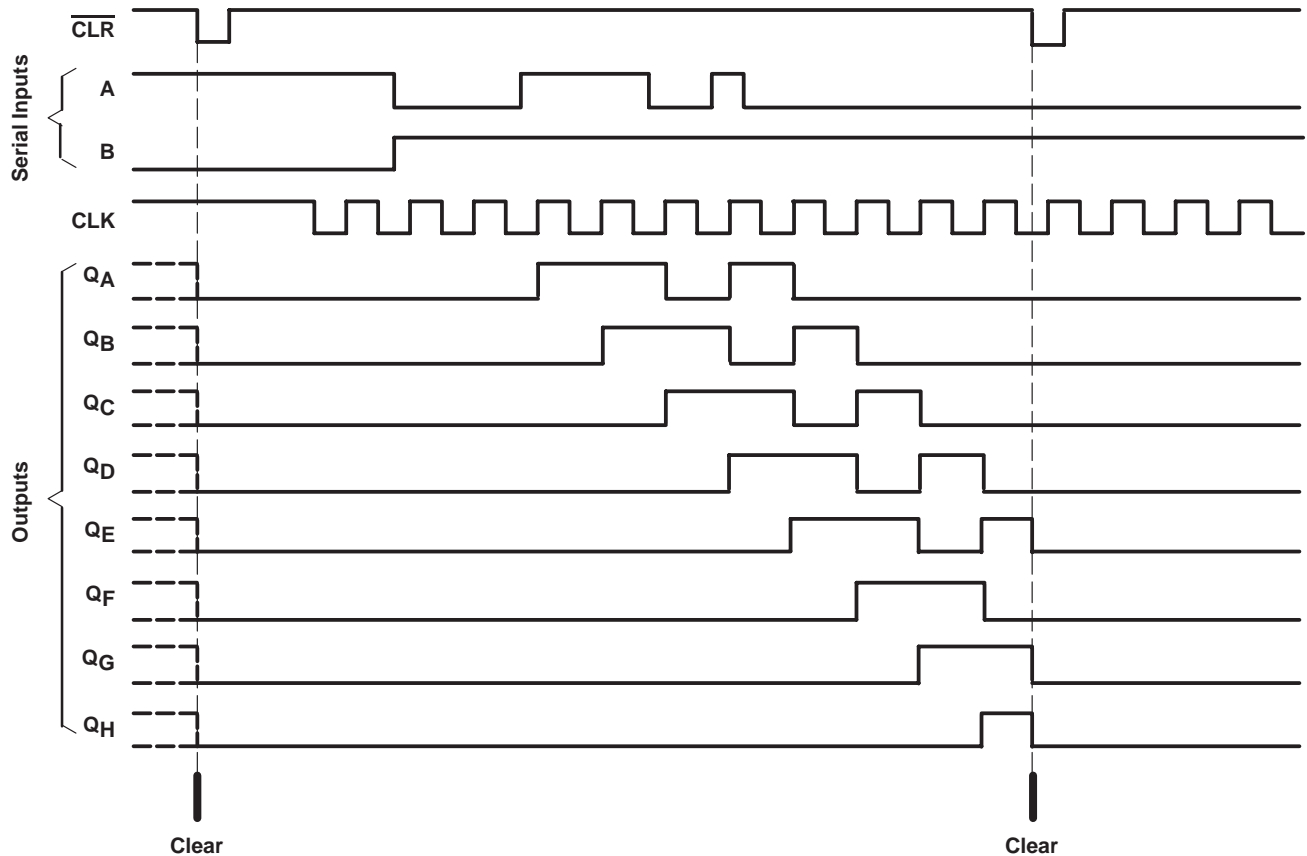 CLR
Serial Inputs
A
B
CLK
Outputs
QA
QB
QC
QD
QE
QF
QG
QH
Clear
Clear